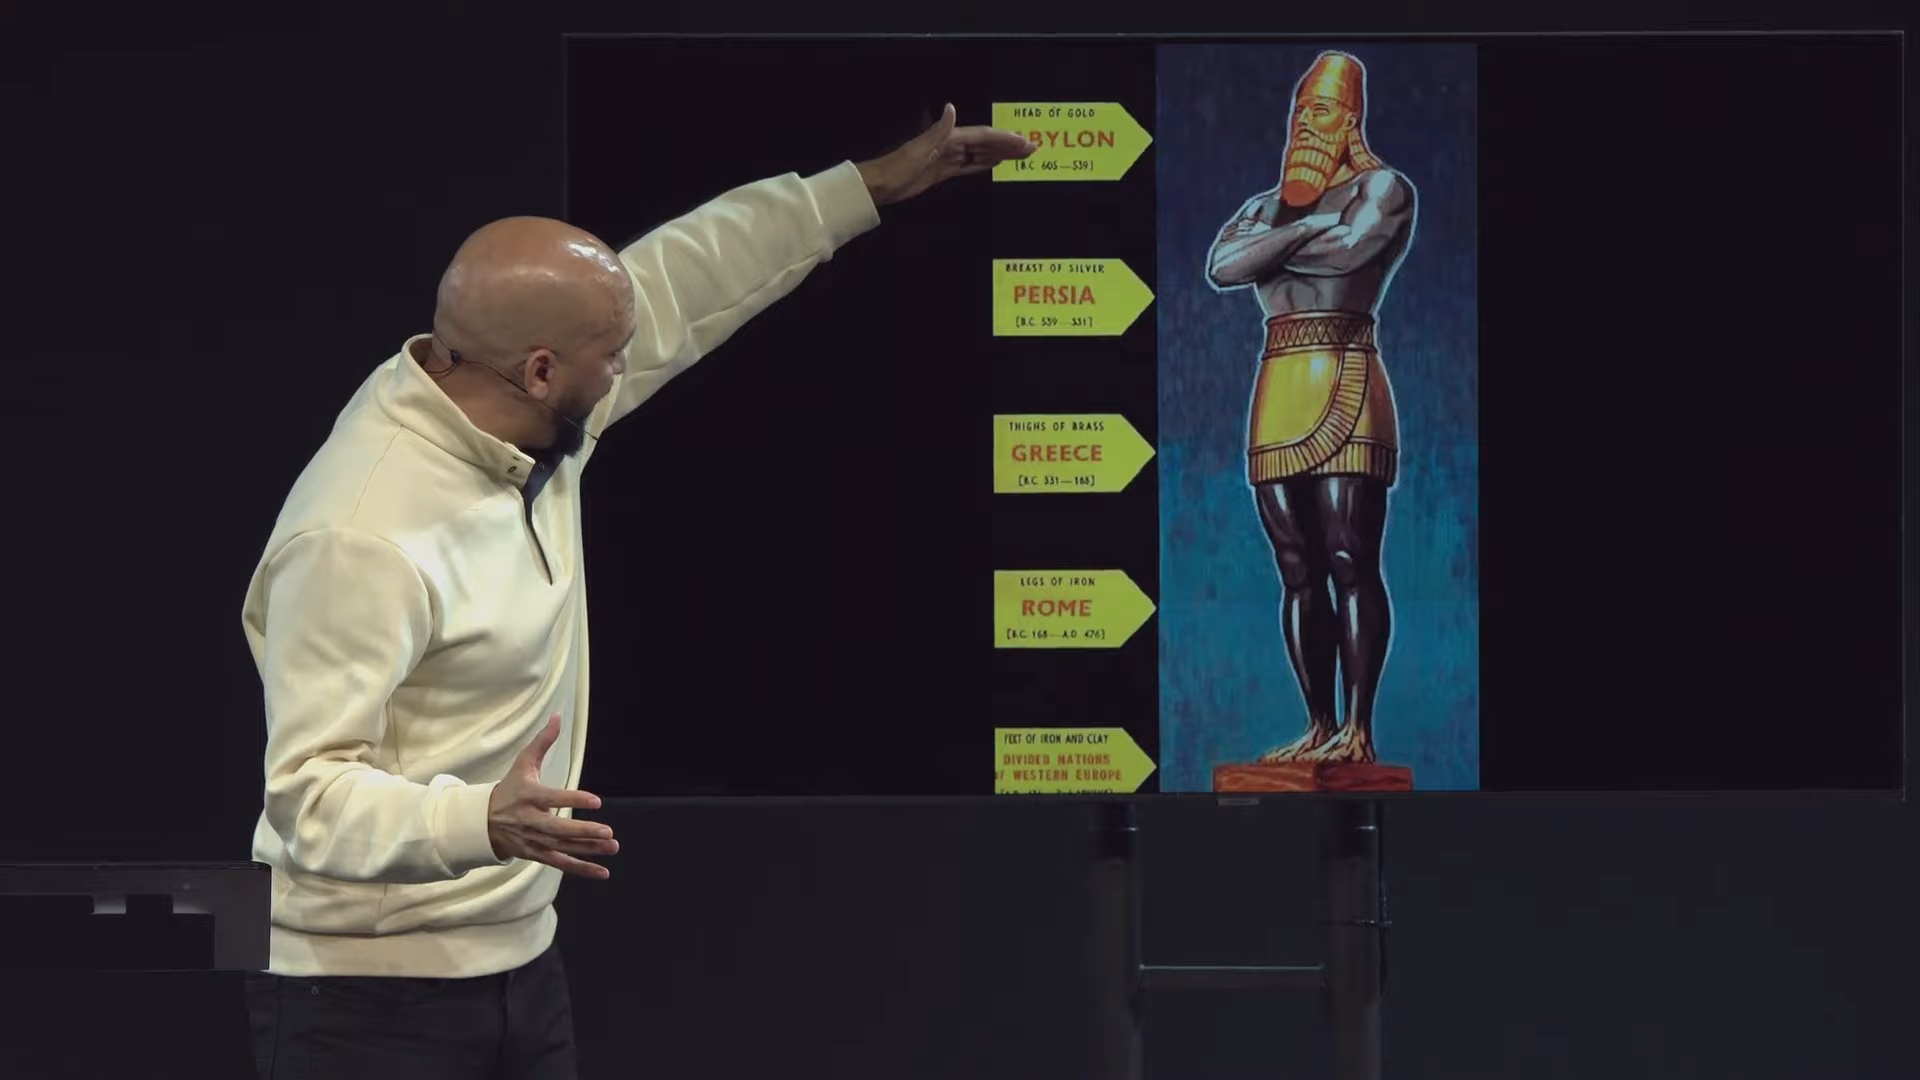 HEAD OF GOLD
BYLON
[B.C. 605—539]
BREAST OF SILVER
PERSIA
[B.C. 539—331]
THIGHS OF BRASS
GREECE
[B.C. 331—168]
LEGS OF IRON
ROME
[B.C. 168—A.D. 476]
FEET OF IRON AND CLAY
DIVIDED NATIONS
OF WESTERN EUROPE